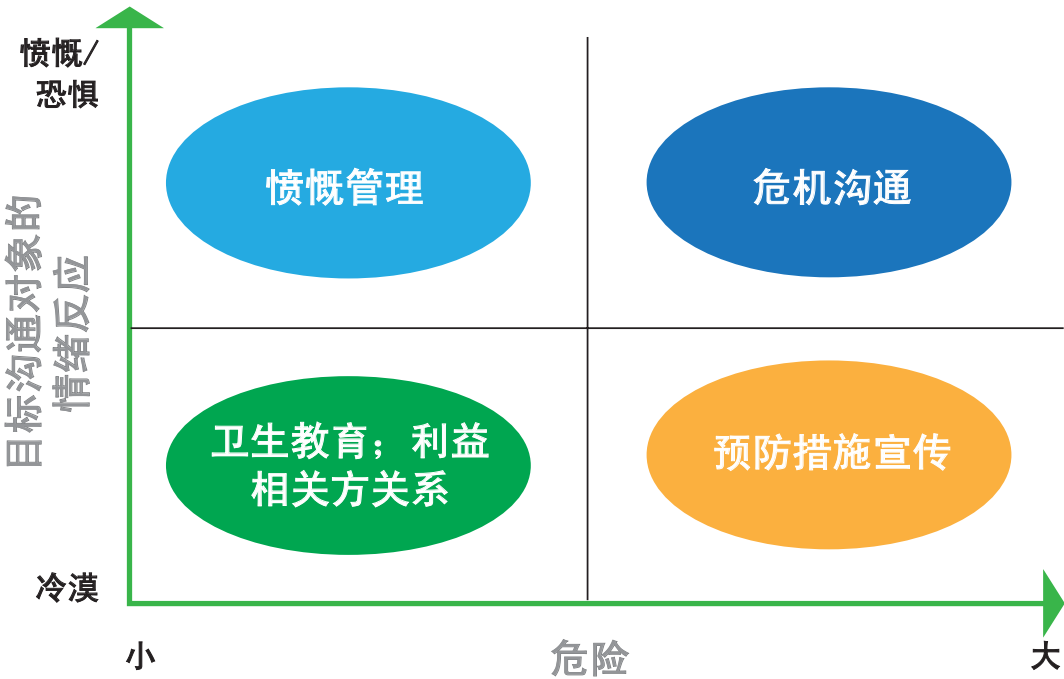 愤慨/
恐惧
愤慨管理
危机沟通
目标沟通对象的
情绪反应
卫生教育；利益
相关方关系
预防措施宣传
冷漠
小
危险
大